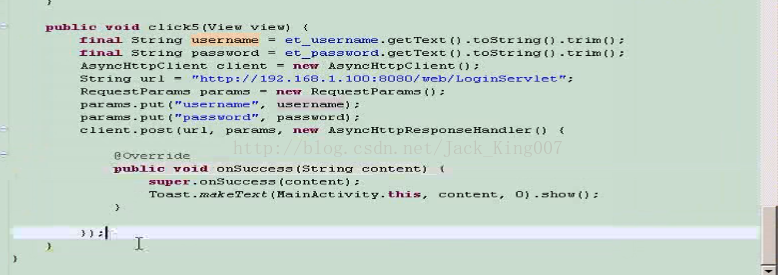 public void click5(View view) {
final String username = et_username.getText().toString().trim();
final String password = et_password.getText().toString().trim();
AsyncHttpClient client = new AsyncHttpClient();
String url = "http://192.168.1.100:8080/web/LoginServlet";
RequestParams params = new RequestParams();
params.put("username", username);
params.put("password", password);
client.post(url, params, new AsyncHttpResponseHandler() {
http://blog.csdn.net/Jack_King007
@Override
public void onSuccess(String content) {
super.onSuccess(content);
Toast.makeText(MainActivity.this, content, 0).show();
}
});
}
}